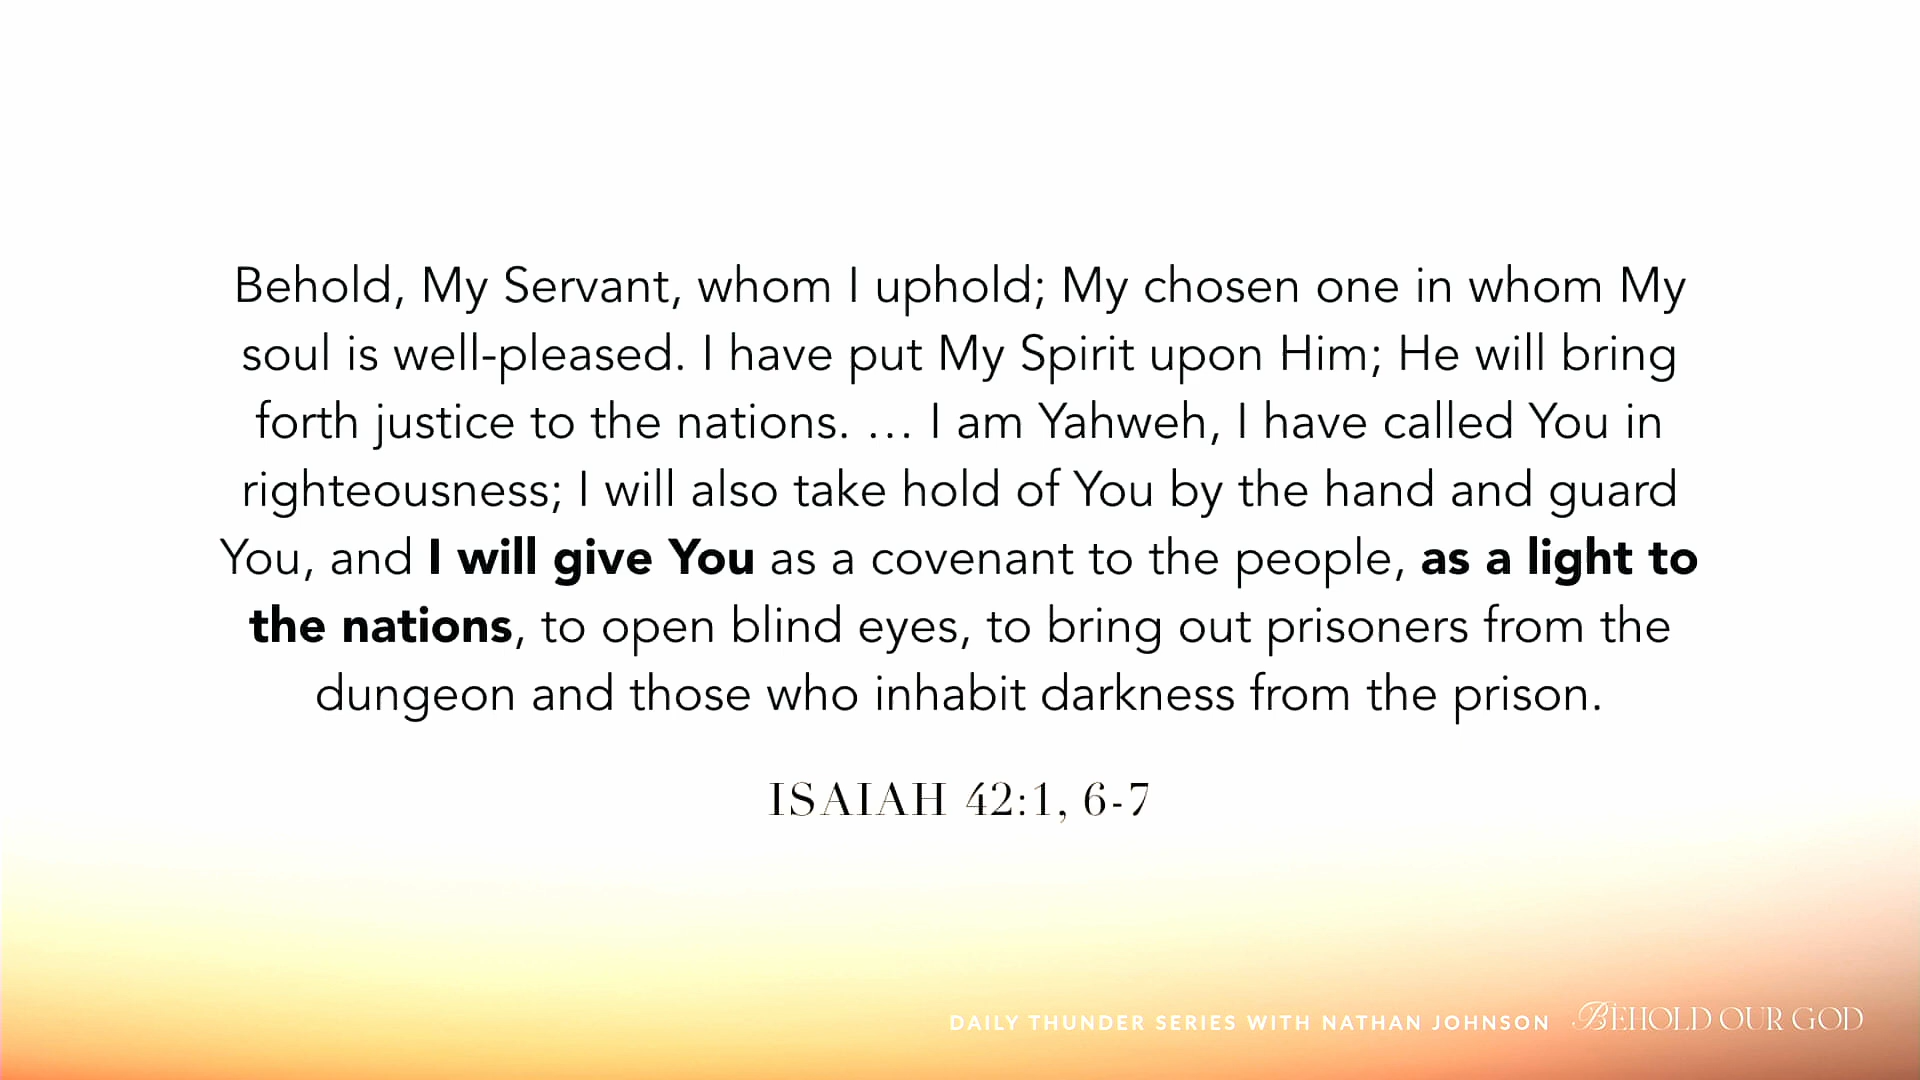 Behold, My Servant, whom I uphold; My chosen one in whom My
soul is well-pleased. I have put My Spirit upon Him; He will bring
forth justice to the nations. … I am Yahweh, I have called You in
righteousness; I will also take hold of You by the hand and guard
You, and I will give You as a covenant to the people, as a light to
the nations, to open blind eyes, to bring out prisoners from the
dungeon and those who inhabit darkness from the prison.
ISAIAH 42:1, 6-7
DAILY THUNDER SERIES WITH NATHAN JOHNSON BEHOLD OUR GOD